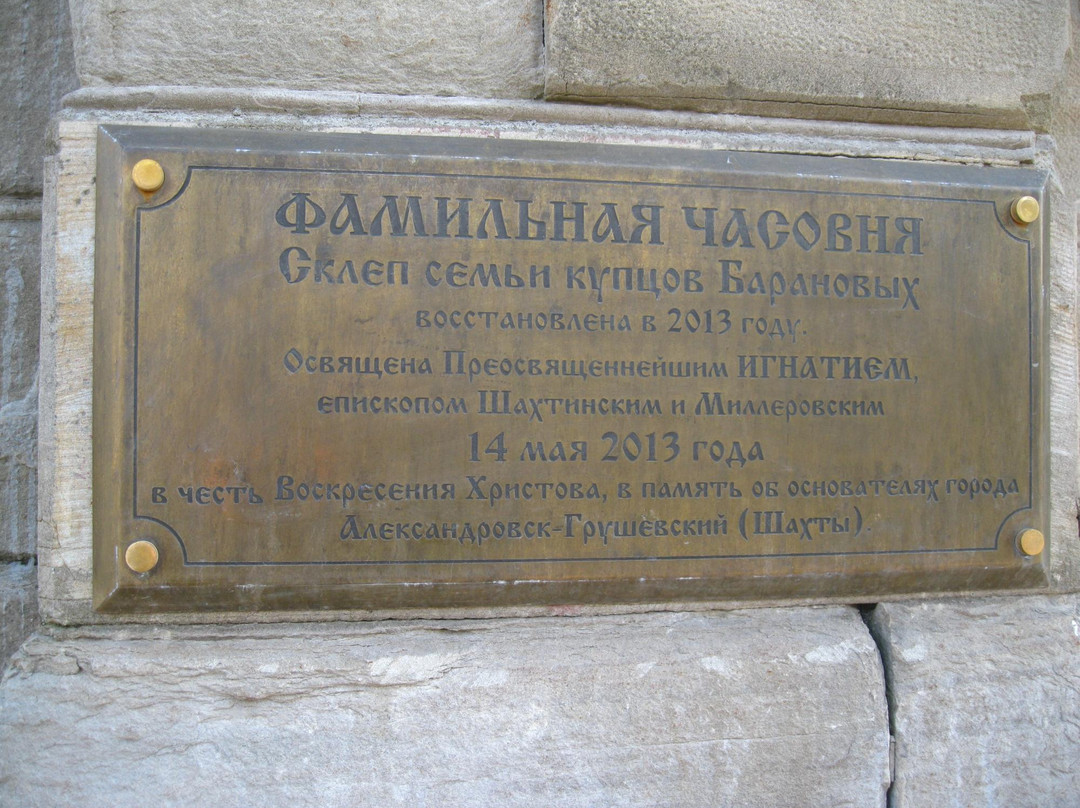 ФАМИЛЬНАЯ ЧАСОВНЯ
Склеп семьи купцов Барановых
восстановлена в 2013 году.
Освящена Преосвященнейшим ИГНАТИЕМ,
епископом Шахтинским и Миллеровским
14 мая 2013 года
в честь Воскресения Христова, в память об основателях города
Александровск-Грушевский (Шахты).